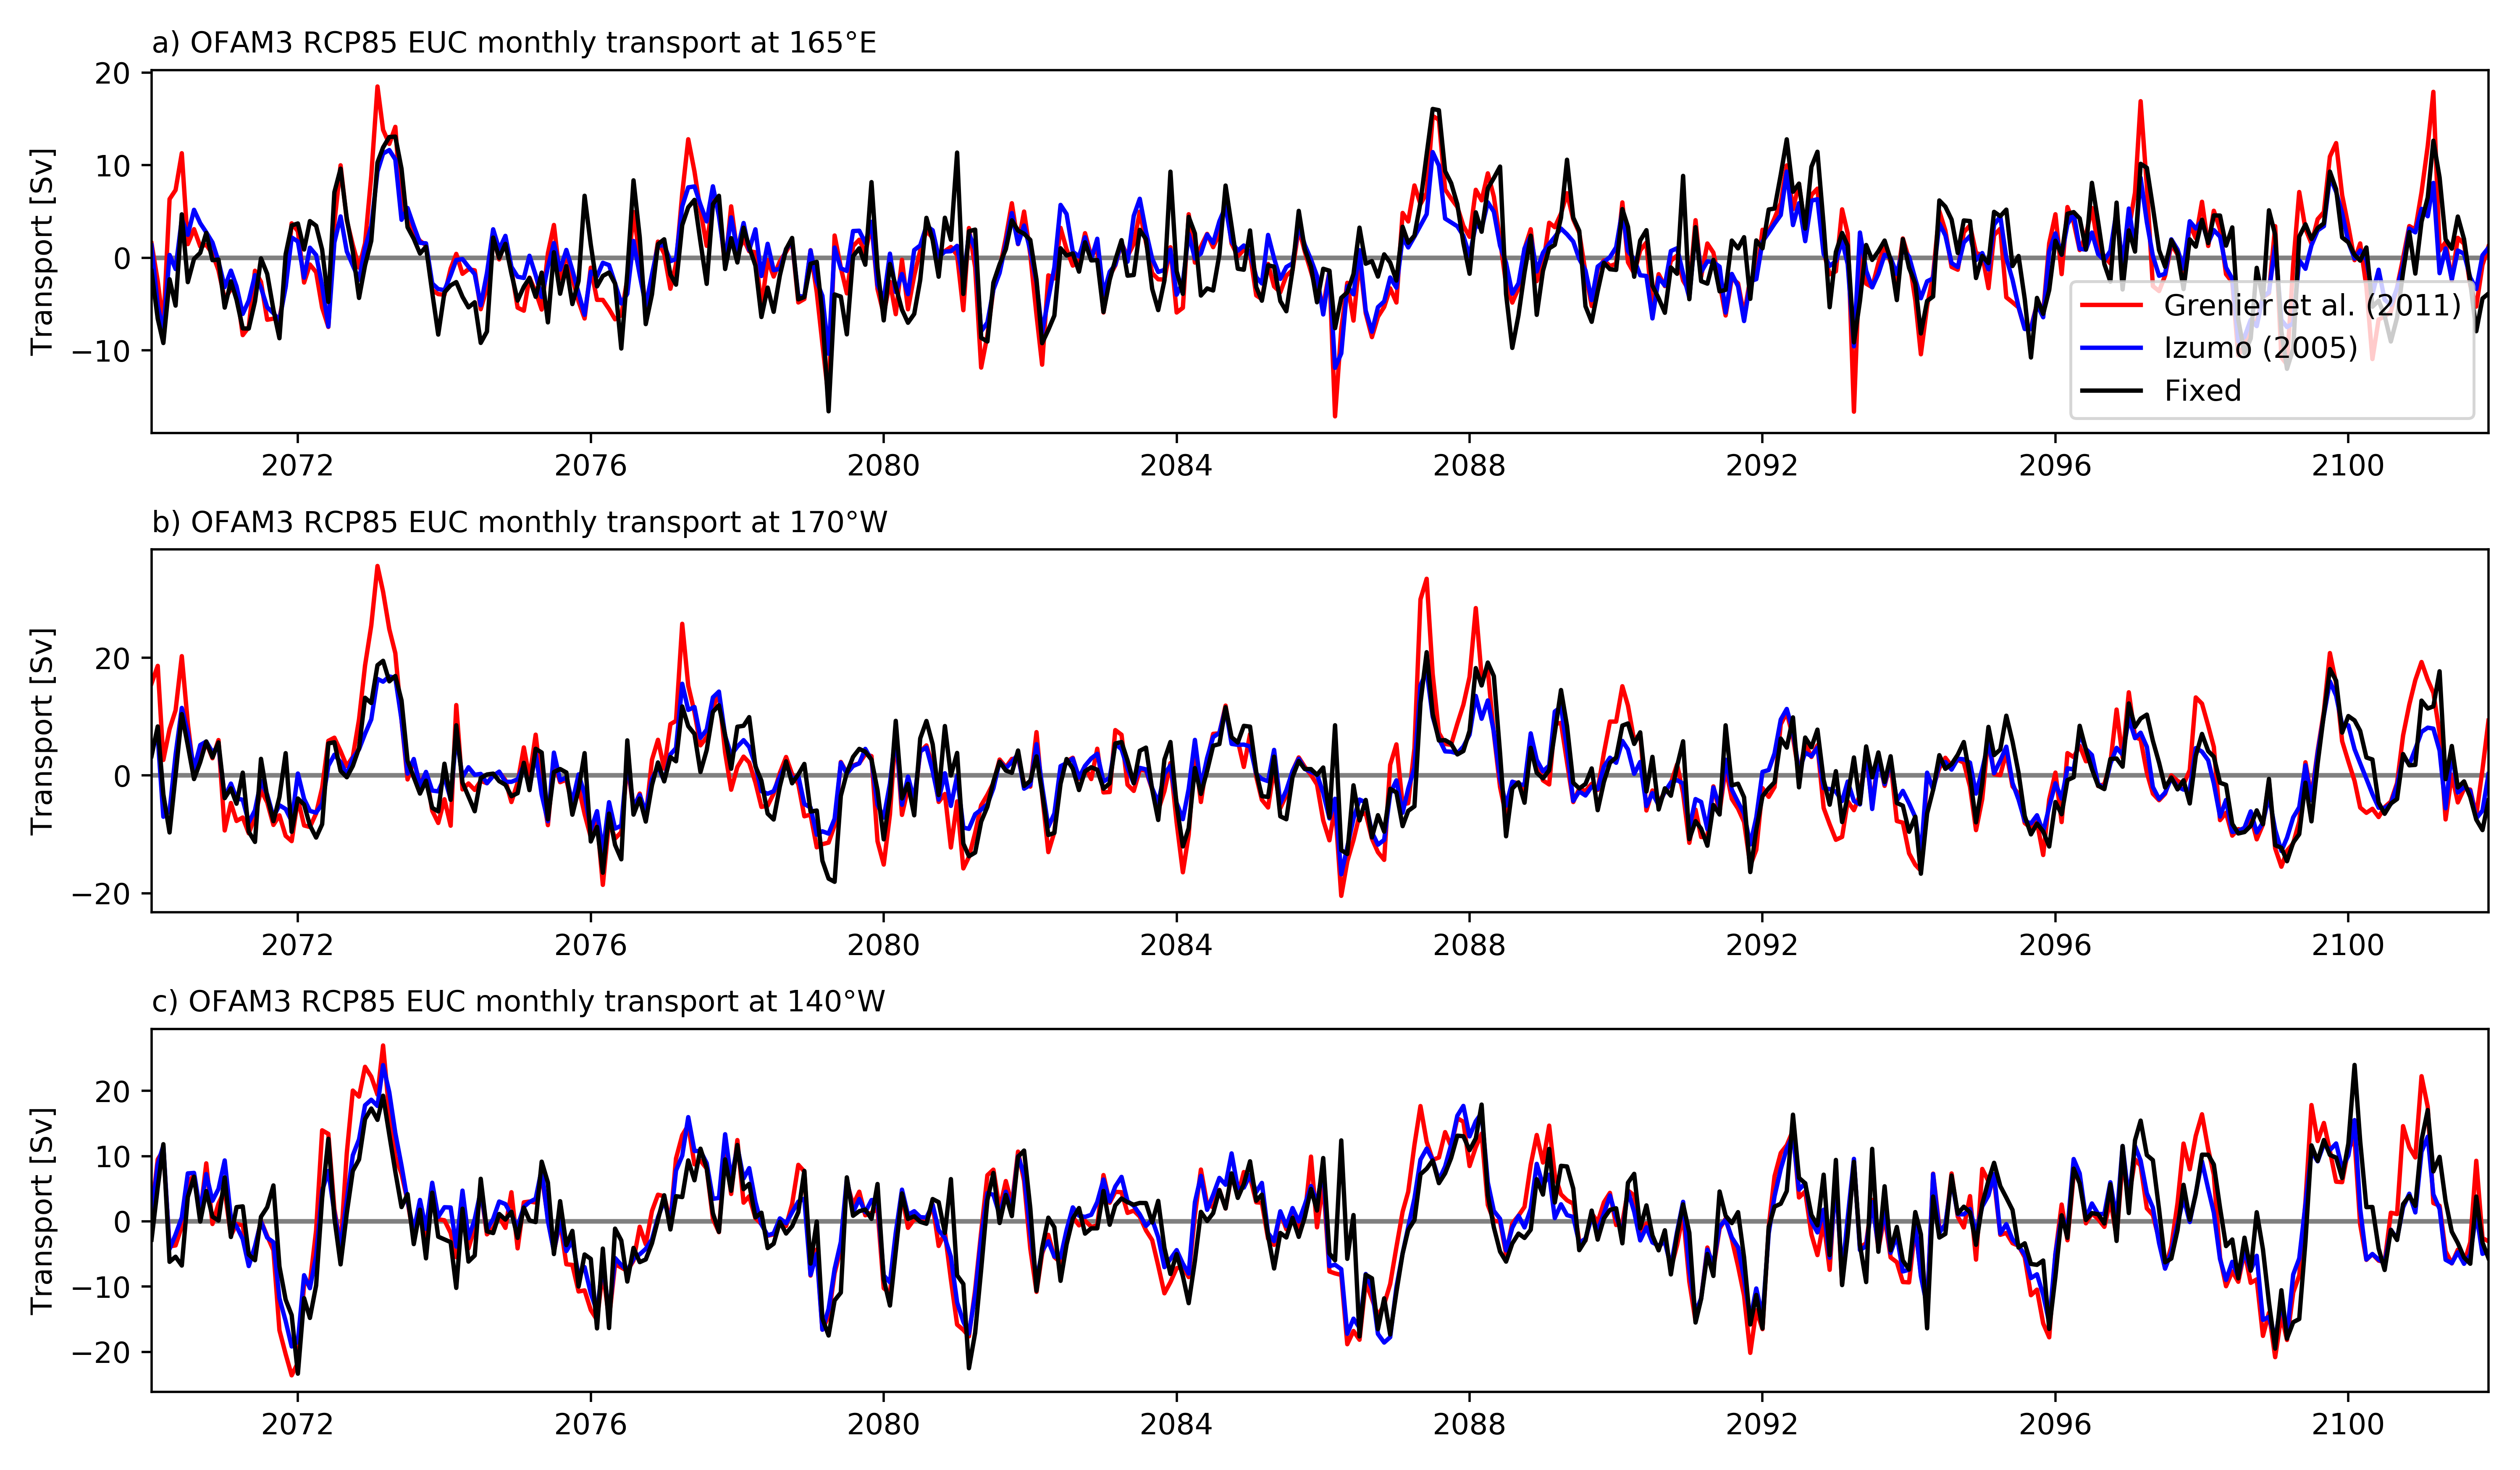 a) OFAM3 RCP85 EUC monthly transport at 165°E
Transport [Sv]
20
10
0
−10
Grenier et al. (2011)
Izumo (2005)
Fixed
2072 2076 2080 2084 2088 2092 2096 2100
b) OFAM3 RCP85 EUC monthly transport at 170°W
Transport [Sv]
20
0
−20
2072 2076 2080 2084 2088 2092 2096 2100
c) OFAM3 RCP85 EUC monthly transport at 140°W
Transport [Sv]
20
10
0
−10
−20
2072 2076 2080 2084 2088 2092 2096 2100